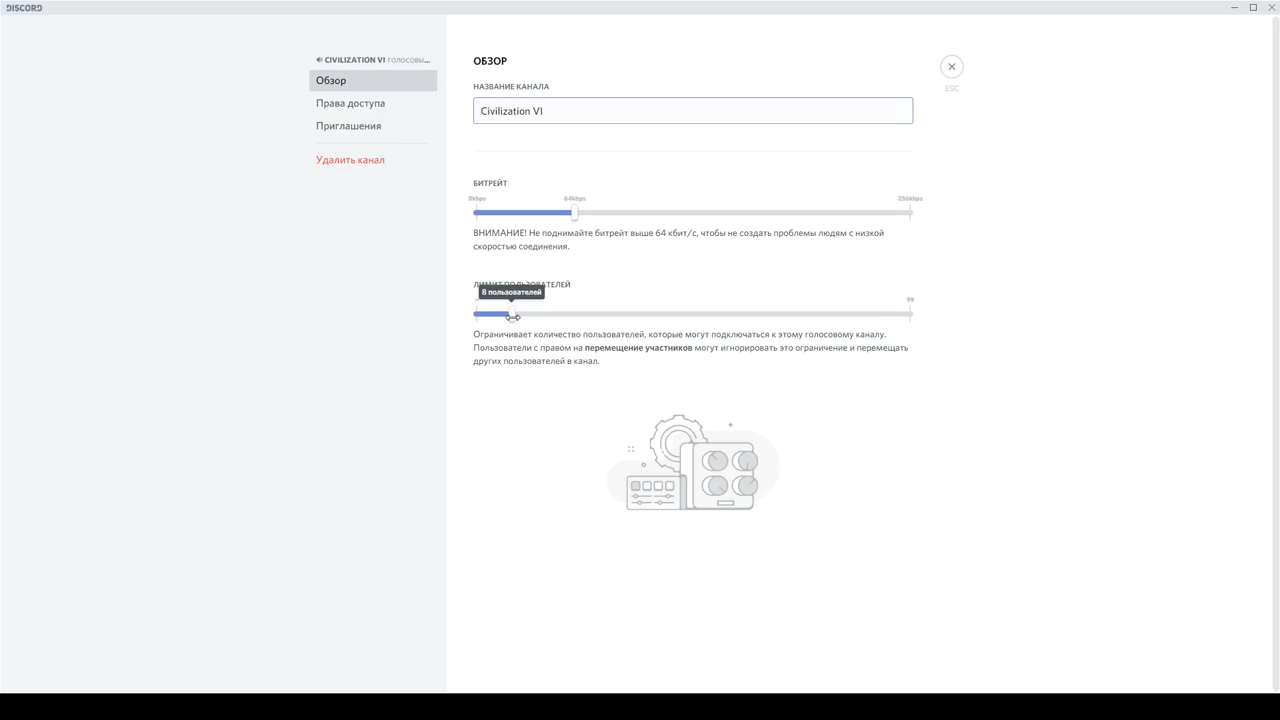 DISCORD
CIVILIZATION VI ГОЛОСОВЫ...
Обзор
Права доступа
Приглашения
Удалить канал
ОБЗОР
НАЗВАНИЕ КАНАЛА
Civilization VI
ESC
БИТРЕЙТ
8kbps 64kbps 256kbps
ВНИМАНИЕ! Не поднимайте битрейт выше 64 кбит/с, чтобы не создать проблемы людям с низкой
скоростью соединения.
ЛИМИТ ПОЛЬЗОВАТЕЛЕЙ
8 пользователей
99
Ограничивает количество пользователей, которые могут подключаться к этому голосовому каналу.
Пользователи с правом на перемещение участников могут игнорировать это ограничение и перемещать
других пользователей в канал.